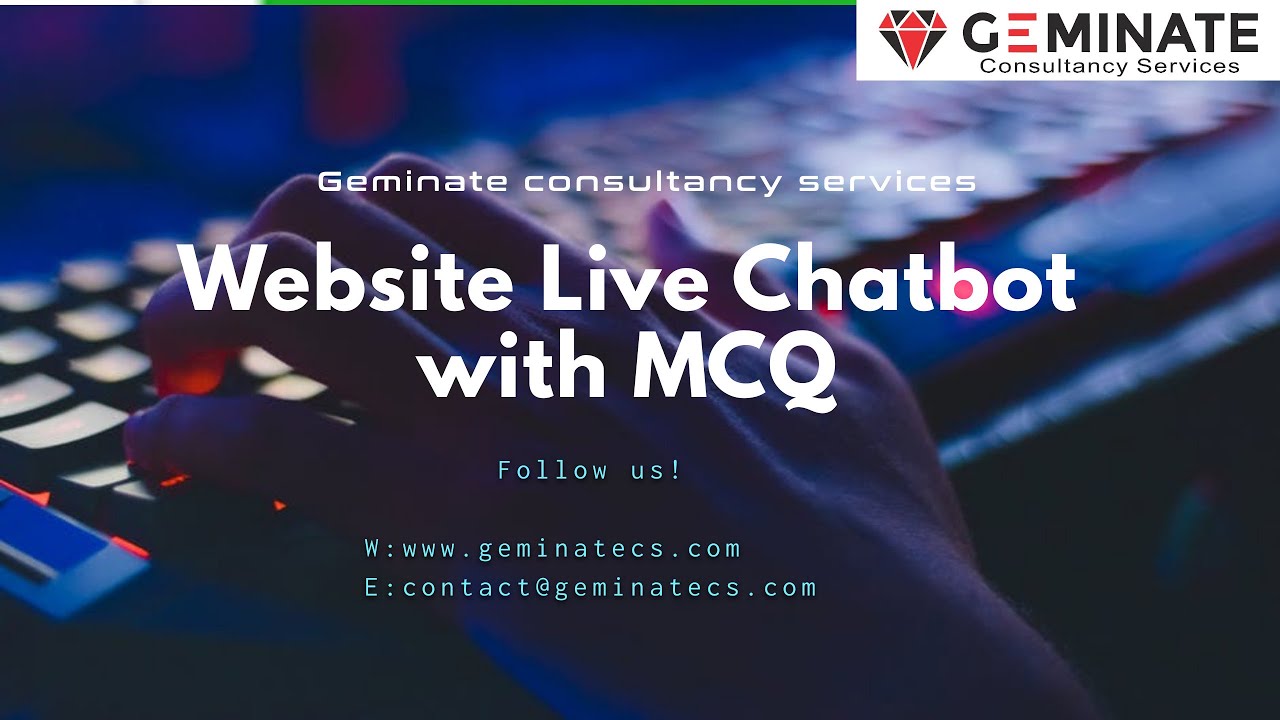 GEMINATE
Consultancy Services
Geminate consultancy services
Website Live Chatbot
with MCQ
Follow us!
W:www.geminatecs.com
E:contact@geminatecs.com